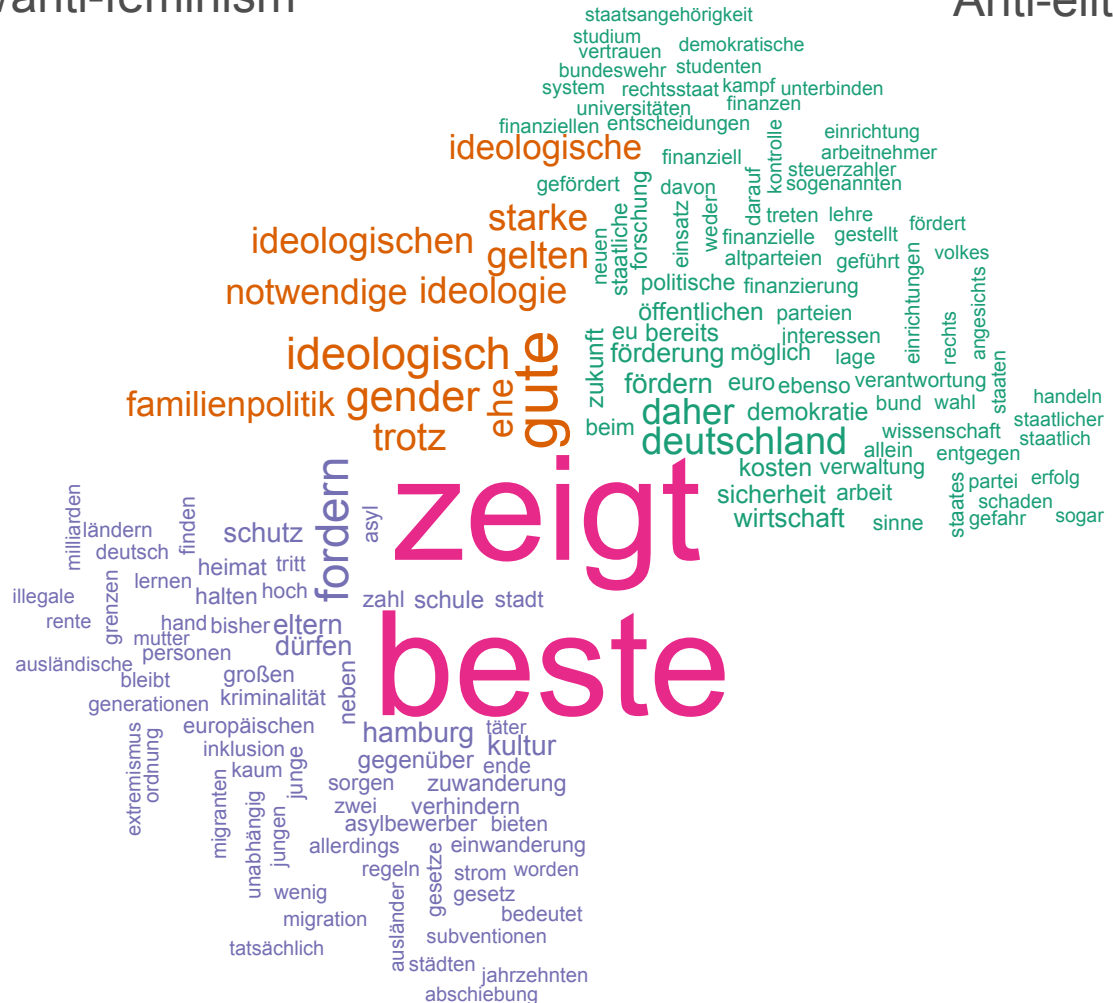 /anti-feminism
Anti-elit
staatsangehörigkeit
studium
vertrauen demokratische
bundeswehr studenten
system rechtsstaat kampf unterbinden
universitäten finanzen
finanziellen entscheidungen kontrolle einrichtung
ideologische finanziell arbeitnehmer
steuerzahler
gefördert forschung davon darauf sogenannten
starke staatliche einsatz weder treten lehre fördert
ideologischen neuen finanzielle gestellt
gelten altparteien geführt volkes
notwendige ideologie politische finanzierung einrichtungen angesichts
öffentlichen parteien rechts
zukunft eu bereits interessen
ideologisch gute förderung möglich lage
fördern euro ebenso verantwortung staaten
familienpolitik gender ehe daher demokratie bund wahl handeln
staatlicher
trotz beim deutschland wissenschaft staatlich
allein entgegen
kosten verwaltung
fordern zeigt sicherheit arbeit staates partei erfolg
milliarden finden asyl schaden
ländern schutz wirtschaft sinne gefahr sogar
deutsch
heimat tritt
grenzen lernen halten hoch
illegale zahl schule stadt
rente hand bisher eltern
mutter dürfen beste
ausländische personen
bleibt großen neben
generationen kriminalität
europäischen hamburg täter
extremismus ordnung inklusion kultur
kaum junge gegenüber ende
migranten sorgen zuwanderung
unabhängig jungen zwei verhindern
asylbewerber bieten
allerdings gesetze einwanderung
regeln strom worden
wenig ausländer gesetz
migration bedeutet
tatsächlich subventionen
städten
jahrzehnten
abschiebung